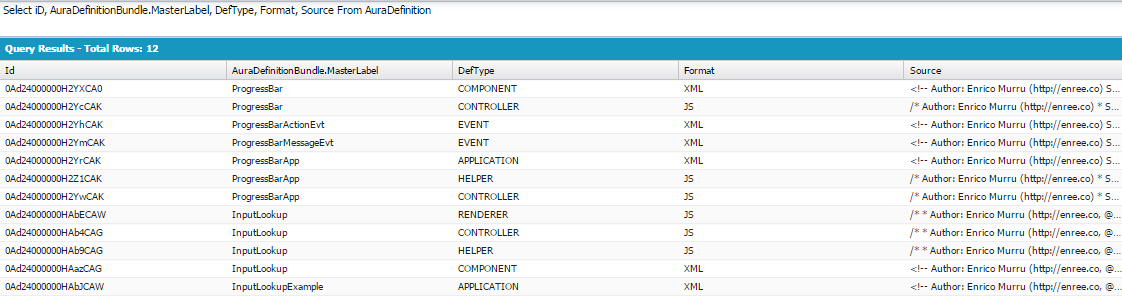 Select iD, AuraDefinitionBundle.MasterLabel, DefType, Format, Source From AuraDefinition
Query Results - Total Rows: 12
Id AuraDefinitionBundle.MasterLabel DefType Format Source
0Ad24000000H2YXCA0 ProgressBar COMPONENT XML <!-- Author: Enrico Murru (http://enree.co) S...
0Ad24000000H2YcCAK ProgressBar CONTROLLER JS /* Author: Enrico Murru (http://enree.co) * S...
0Ad24000000H2YhCAK ProgressBarActionEvt EVENT XML <!-- Author: Enrico Murru (http://enree.co) S...
0Ad24000000H2YmCAK ProgressBarMessageEvt EVENT XML <!-- Author: Enrico Murru (http://enree.co) S...
0Ad24000000H2YrCAK ProgressBarApp APPLICATION XML <!-- Author: Enrico Murru (http://enree.co) S...
0Ad24000000H2Z1CAK ProgressBarApp HELPER JS /* Author: Enrico Murru (http://enree.co) * S...
0Ad24000000H2YwCAK ProgressBarApp CONTROLLER JS /* Author: Enrico Murru (http://enree.co) * S...
0Ad24000000HAbECAW InputLookup RENDERER JS /** * Author: Enrico Murru (http://enree.co, @...
0Ad24000000HAb4CAG InputLookup CONTROLLER JS /** * Author: Enrico Murru (http://enree.co, @...
0Ad24000000HAb9CAG InputLookup HELPER JS /** * Author: Enrico Murru (http://enree.co, @...
0Ad24000000HAazCAG InputLookup COMPONENT XML <!-- Author: Enrico Murru (http://enree.co, @...
0Ad24000000HAbJCAW InputLookupExample APPLICATION XML <!-- Author: Enrico Murru (http://enree.co, @...